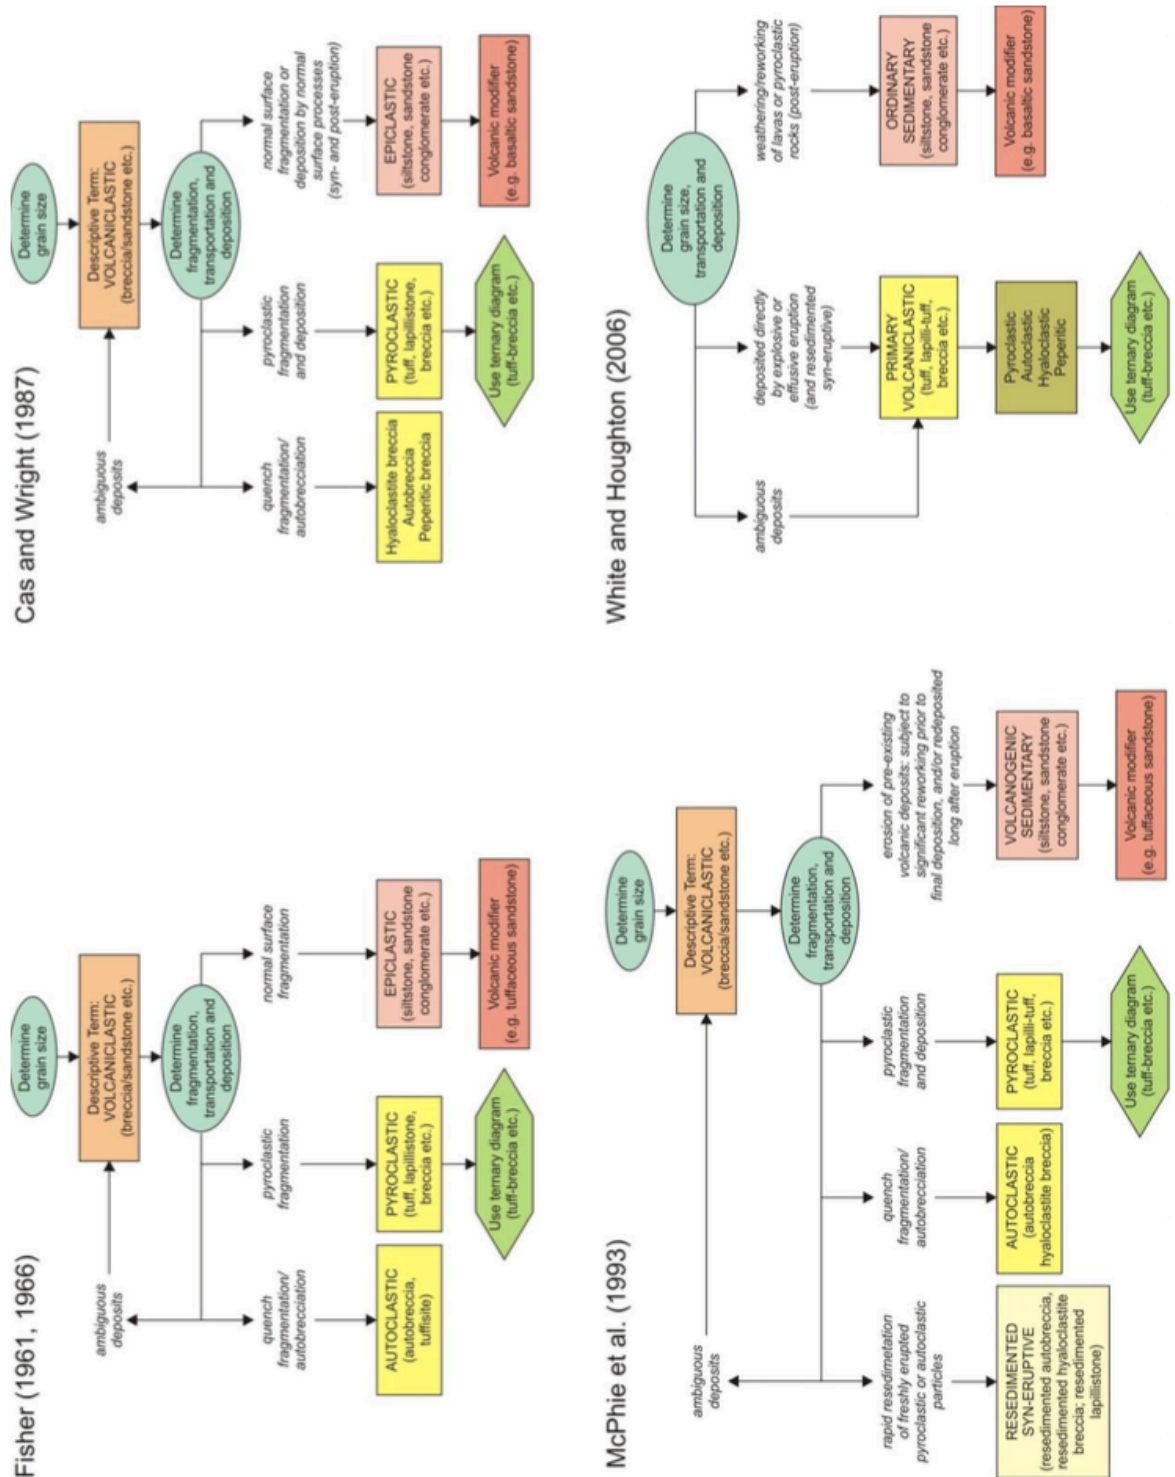 Fisher (1961, 1966)
Determine
grain size
Descriptive Term:
VOLCANICLASTIC
(breccia/sandstone etc.)
ambiguous
deposits
Determine
fragmentation,
transportation and
deposition
quench
fragmentation/
autobrecciation
pyroclastic
fragmentation
normal surface
fragmentation
AUTOCLASTIC
(autobreccia,
tuffisite)
PYROCLASTIC
(tuff, lapillistone,
breccia etc.)
EPICLASTIC
(siltstone, sandstone
conglomerate etc.)
Use ternary diagram
(tuff-breccia etc.)
Volcanic modifier
(e.g. tuffaceous sandstone)
Cas and Wright (1987)
Determine
grain size
Descriptive Term:
VOLCANICLASTIC
(breccia/sandstone etc.)
ambiguous
deposits
Determine
fragmentation,
transportation and
deposition
quench
fragmentation/
autobrecciation
pyroclastic
fragmentation
and deposition
normal surface
fragmentation or
deposition by normal
surface processes
(syn- and post-eruption)
Hyaloclastite breccia
Autobreccia
Peperitic breccia
PYROCLASTIC
(tuff, lapillistone,
breccia etc.)
EPICLASTIC
(siltstone, sandstone
conglomerate etc.)
Use ternary diagram
(tuff-breccia etc.)
Volcanic modifier
(e.g. basaltic sandstone)
McPhie et al. (1993)
Determine
grain size
Descriptive Term:
VOLCANICLASTIC
(breccia/sandstone etc.)
ambiguous
deposits
Determine
fragmentation,
transportation and
deposition
rapid resedimetation
of freshly erupted
pyroclastic or autoclastic
particles
quench
fragmentation/
autobrecciation
pyroclastic
fragmentation
and deposition
erosion of pre-existing
volcanic deposits: subject to
significant reworking prior to
final deposition, and/or redeposited
long after eruption
RESEDIMENTED
SYN-ERUPTIVE
(resedimented autobreccia,
resedimented hyaloclastite
breccia; resedimented
lapillistone)
AUTOCLASTIC
(autobreccia
hyaloclastite breccia)
PYROCLASTIC
(tuff, lapilli-tuff,
breccia etc.)
VOLCANOGENIC
SEDIMENTARY
(siltstone, sandstone
conglomerate etc.)
Use ternary diagram
(tuff-breccia etc.)
Volcanic modifier
(e.g. tuffaceous sandstone)
White and Houghton (2006)
Determine
grain size,
transportation and
deposition
ambiguous
deposits
deposited directly
by explosive or
effusive eruption
(and resedimented
syn-eruptive)
weathering/reworking
of lavas or pyroclastic
rocks (post-eruption)
PRIMARY
VOLCANICLASTIC
(tuff, lapilli-tuff,
breccia etc.)
ORDINARY
SEDIMENTARY
(siltstone, sandstone
conglomerate etc.)
Pyroclastic
Autoclastic
Hyaloclastic
Peperitic
Volcanic modifier
(e.g. basaltic sandstone)
Use ternary diagram
(tuff-breccia etc.)